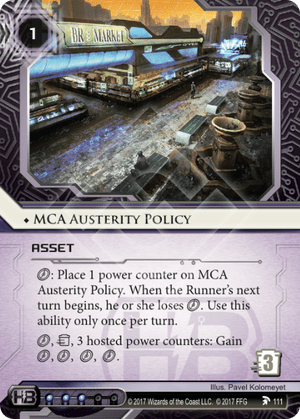 1
BR MARKET
MCA AUSTERITY POLICY
ASSET
: Place 1 power counter on MCA
Austerity Policy. When the Runner's next
turn begins, he or she loses . Use this
ability only once per turn.
, , 3 hosted power counters: Gain
, , , .
3
Illus. Pavel Kolomeyet
HB
© 2017 Wizards of the Coast LLC. © 2017 FFG
111